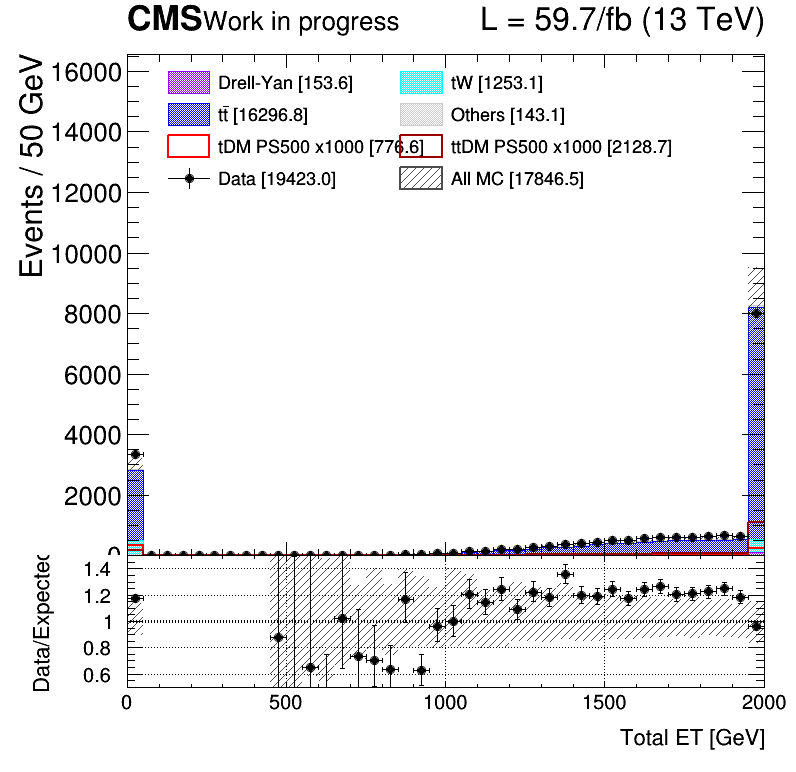 CMS Work in progress L = 59.7/fb (13 TeV)
Events / 50 GeV
16000
14000
12000
10000
8000
6000
4000
2000
0
Drell-Yan [153.6] tW [1253.1]
tt̄ [16296.8] Others [143.1]
tDM PS500 x1000 [776.6] ttDM PS500 x1000 [2128.7]
Data [19423.0] All MC [17846.5]
Data/Expected
1.4
1.2
1
0.8
0.6
0 500 1000 1500 2000
Total ET [GeV]